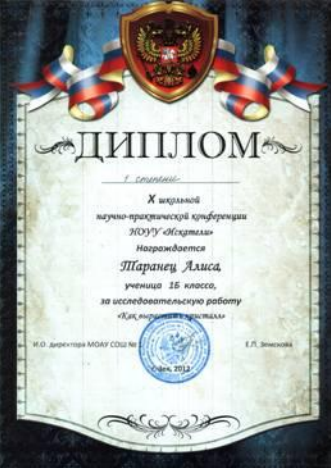 ДИПЛОМ
1 степени
X школьной
научно-практической конференции
НОУУ «Искатели»
Награждается
Таранец Алиса,
ученица 1Б класса,
за исследовательскую работу
«Как вырастить кристалл»
И.О. директора МОАУ СОШ № Е.П. Земскова
2012